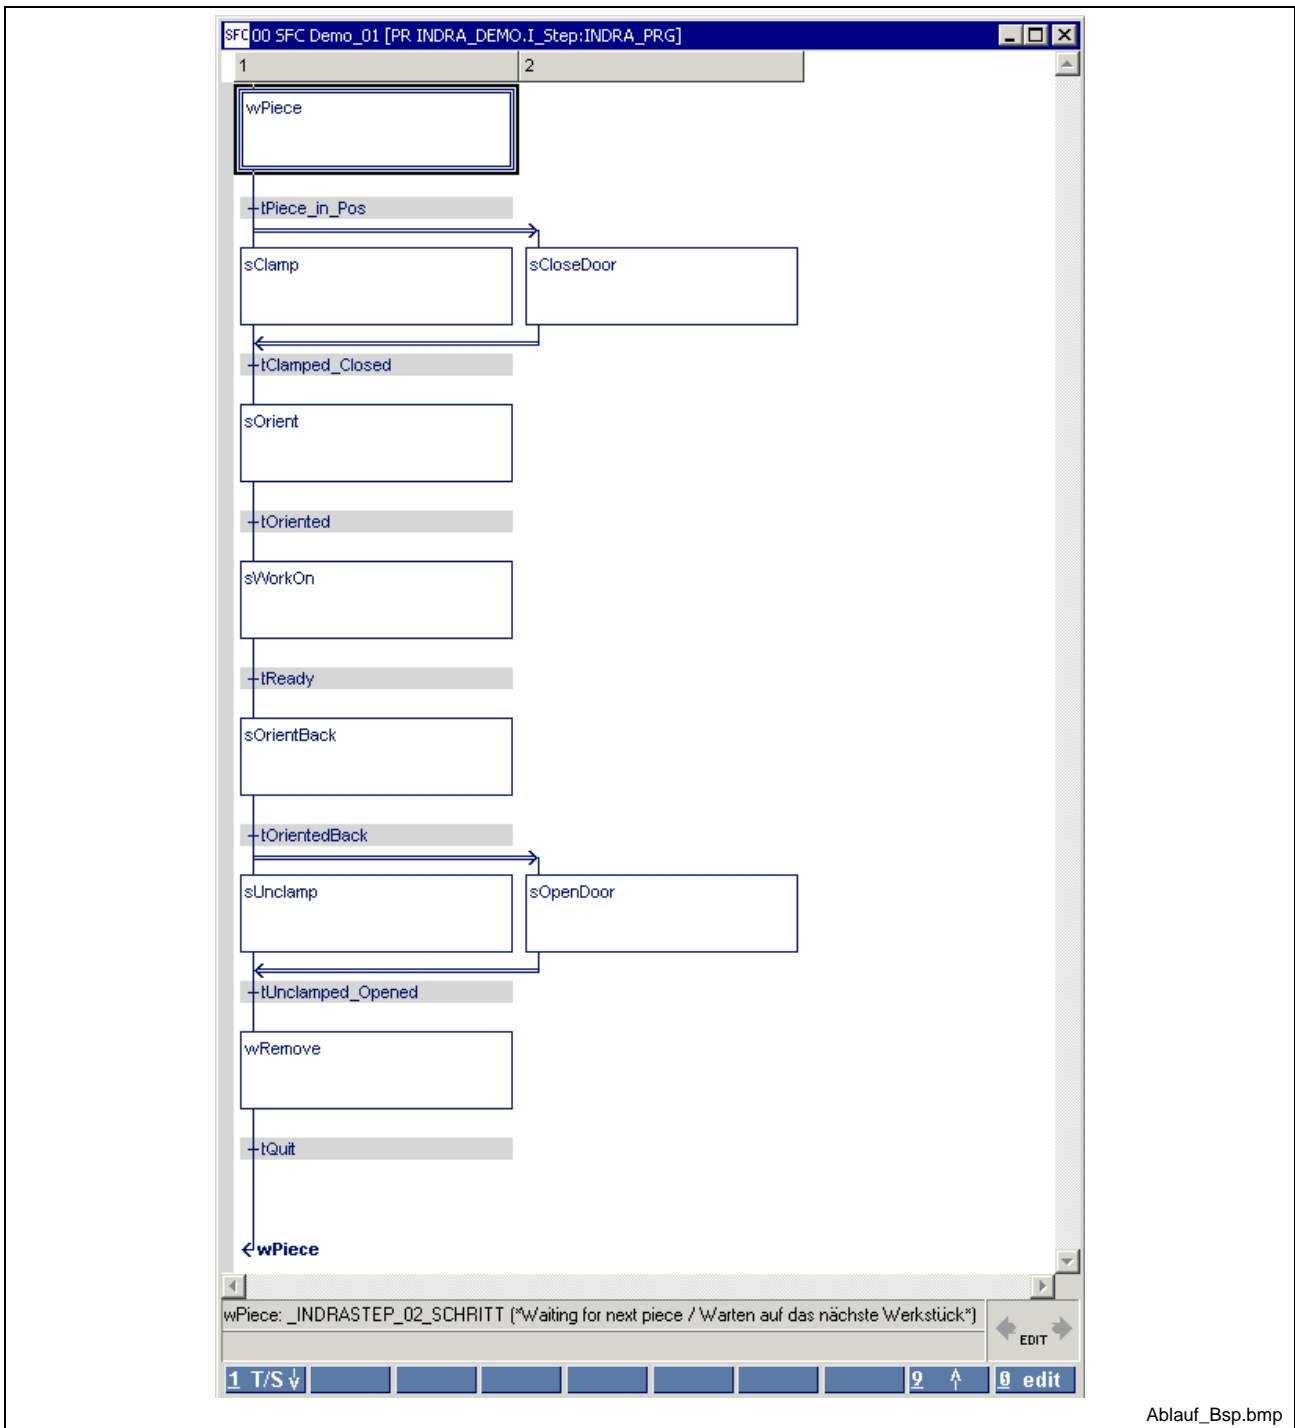 SFC 00 SFC Demo_01 [PR INDRA_DEMO.I_Step:INDRA_PRG]
1 2
wPiece
tPiece_in_Pos
sClamp sCloseDoor
tClamped_Closed
sOrient
tOriented
sWorkOn
tReady
sOrientBack
tOrientedBack
sUnclamp sOpenDoor
tUnclamped_Opened
wRemove
tQuit
wPiece
wPiece: _INDRASTEP_02_SCHRITT (*Waiting for next piece / Warten auf das nächste Werkstück*)
EDIT
1 T/S 9 0 edit
Ablauf_Bsp.bmp